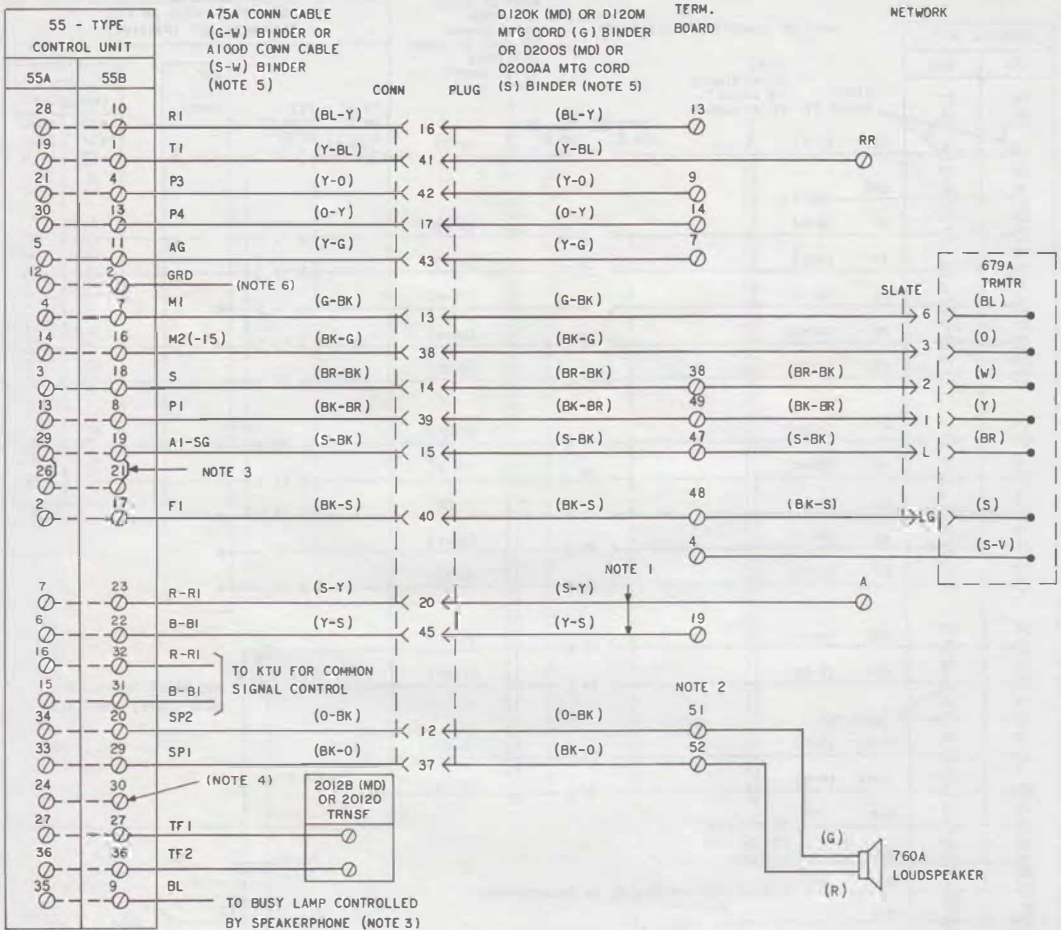 55 - TYPE
CONTROL UNIT
55A 55B
A75A CONN CABLE
(G-W) BINDER OR
A100D CONN CABLE
(S-W) BINDER
(NOTE 5)
CONN PLUG
D120K (MD) OR D120M
MTG CORD (G) BINDER
OR D200S (MD) OR
D200AA MTG CORD
(S) BINDER (NOTE 5)
TERM.
BOARD
NETWORK
28 10 R1 (BL-Y) 16 (BL-Y) 13
19 1 T1 (Y-BL) 41 (Y-BL) RR
21 4 P3 (Y-O) 42 (Y-O) 9
30 13 P4 (O-Y) 17 (O-Y) 14
5 11 AG (Y-G) 43 (Y-G) 7
12 2 GRD (NOTE 6)
679A
TRMTR
SLATE
4 7 M1 (G-BK) 13 (G-BK) 6 (BL)
14 16 M2(-15) (BK-G) 38 (BK-G) 3 (O)
3 18 S (BR-BK) 14 (BR-BK) 38 (BR-BK) 2 (W)
13 8 P1 (BK-BR) 39 (BK-BR) 49 (BK-BR) 1 (Y)
29 19 A1-SG (S-BK) 15 (S-BK) 47 (S-BK) L (BR)
26 21 NOTE 3
2 17 F1 (BK-S) 40 (BK-S) 48 (BK-S) LG (S)
4 (S-V)
NOTE 1
7 23 R-R1 (S-Y) 20 (S-Y) A
6 22 B-B1 (Y-S) 45 (Y-S) 19
16 32 R-R1
TO KTU FOR COMMON
SIGNAL CONTROL
15 31 B-B1
NOTE 2
34 20 SP2 (O-BK) 12 (O-BK) 51
33 29 SP1 (BK-O) 37 (BK-O) 52
24 30 (NOTE 4)
2012B (MD)
OR 2012D
TRNSF
27 27 TF1
36 36 TF2
(G)
760A
LOUDSPEAKER
(R)
35 9 BL
TO BUSY LAMP CONTROLLED
BY SPEAKERPHONE (NOTE 3)